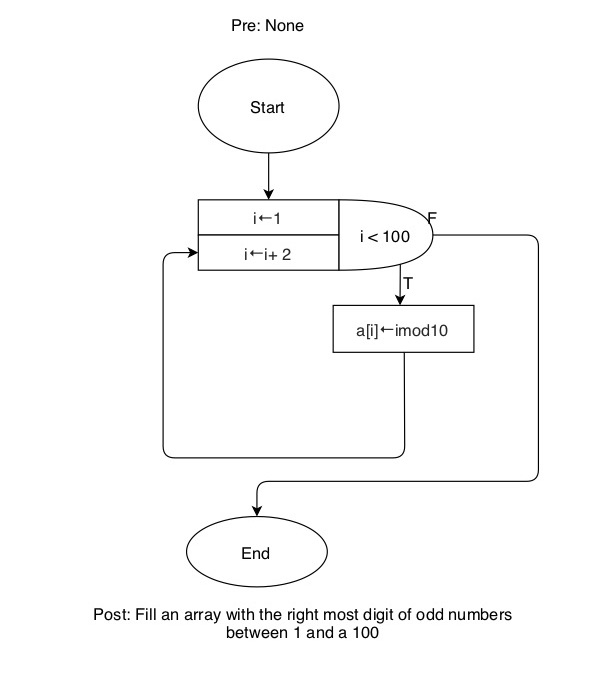 Pre: None
Start
i←1
i←i+ 2
i < 100
F
T
a[i]←imod10
End
Post: Fill an array with the right most digit of odd numbers
between 1 and a 100